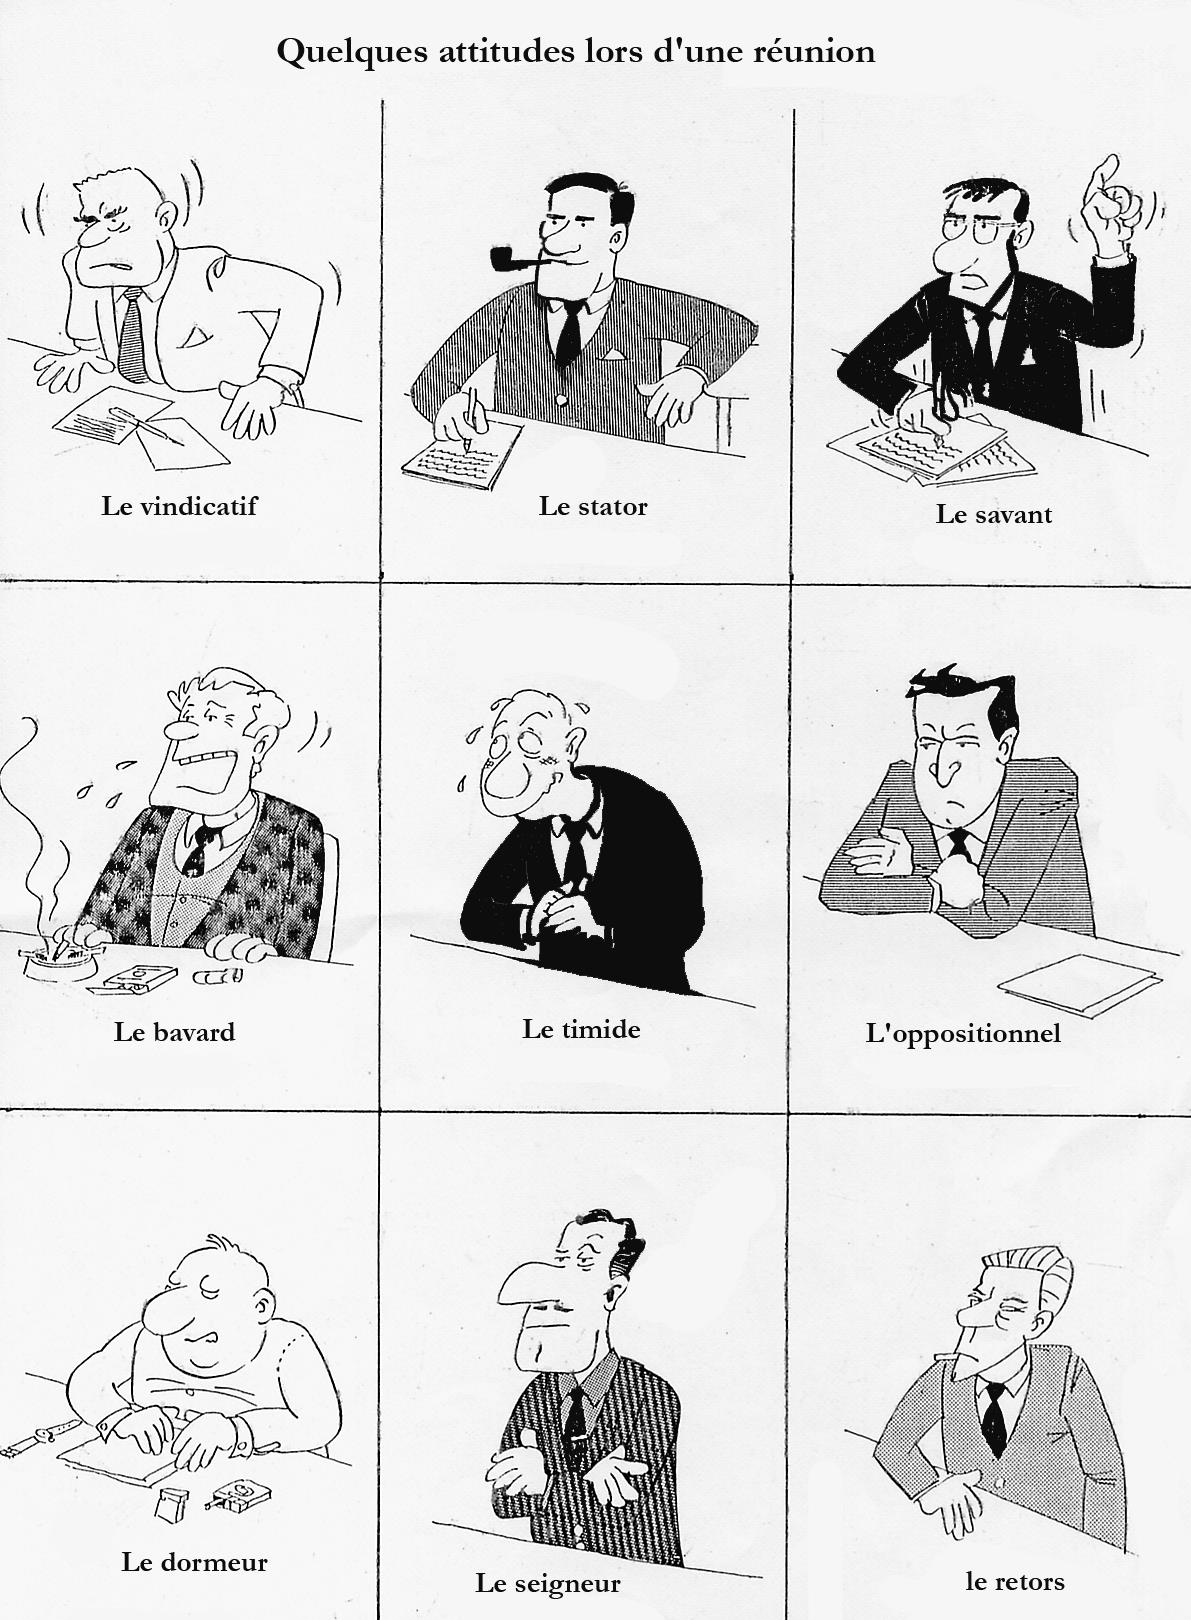 Quelques attitudes lors d'une réunion
Le vindicatif
Le stator
Le savant
Le bavard
Le timide
L'oppositionnel
Le dormeur
Le seigneur
le retors